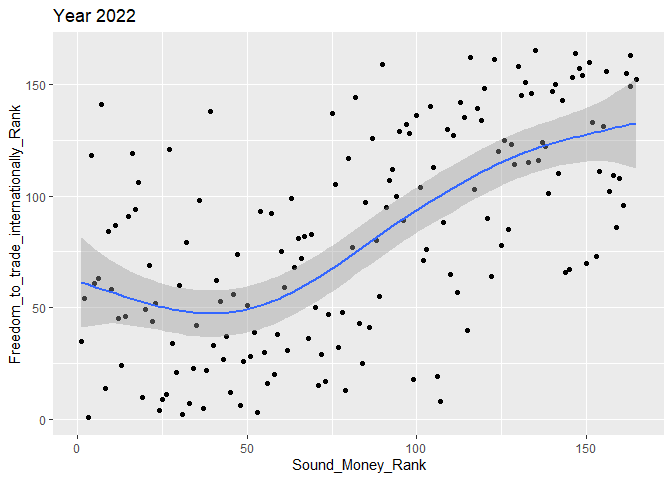 Year 2022
Freedom_to_trade_internationally_Rank
150
100
50
0
0 50 100 150
Sound_Money_Rank